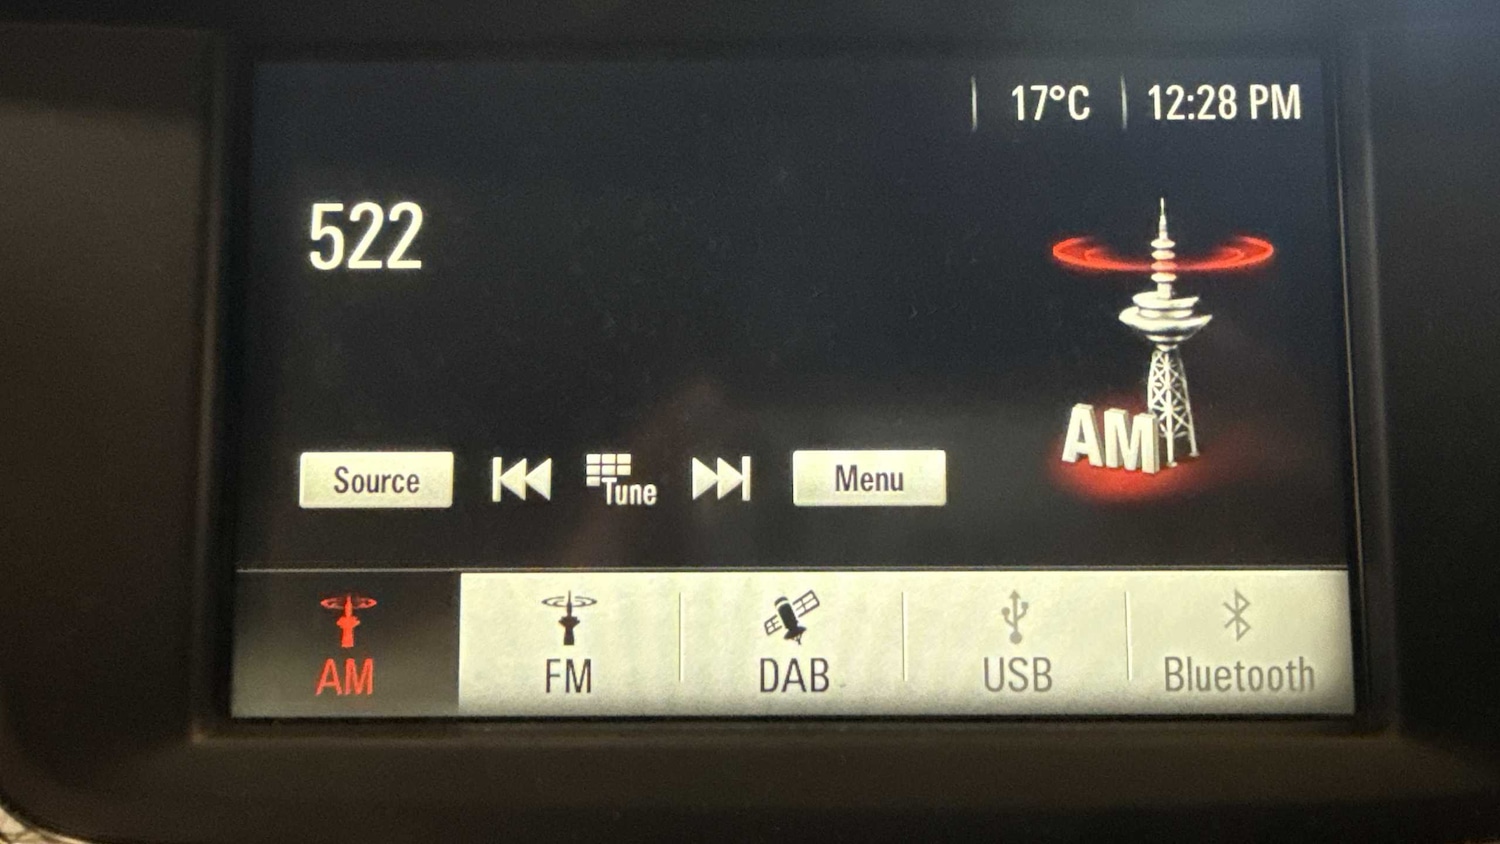 17°C 12:28 PM
522
AM
Source Tune Menu
AM FM DAB USB Bluetooth